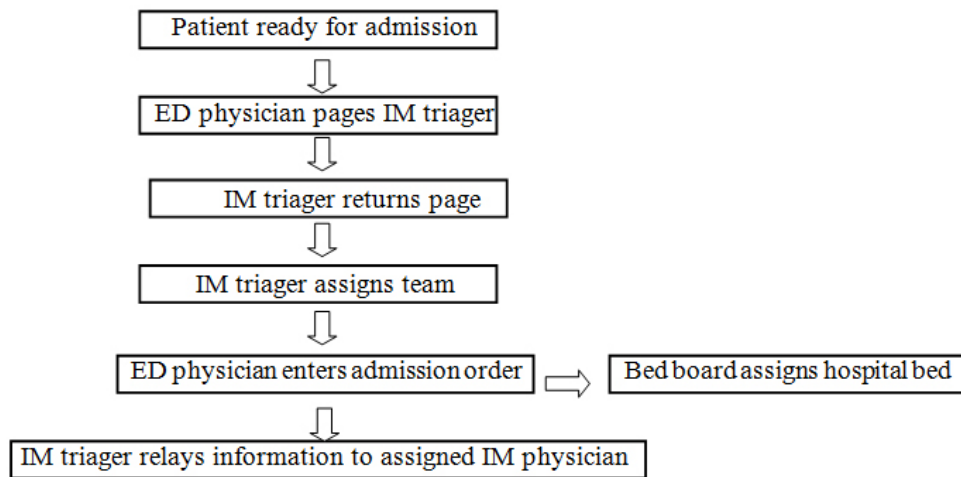 Patient ready for admission
ED physician pages IM triager
IM triager returns page
IM triager assigns team
ED physician enters admission order
Bed board assigns hospital bed
IM triager relays information to assigned IM physician